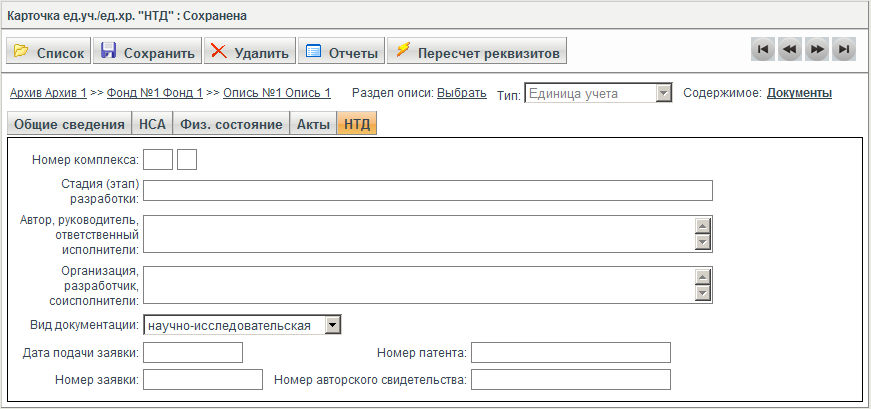 Карточка ед.уч./ед.хр. "НТД" : Сохранена
Список Сохранить Удалить Отчеты Пересчет реквизитов
Архив Архив 1 >> Фонд №1 Фонд 1 >> Опись №1 Опись 1 Раздел описи: Выбрать Тип: Единица учета Содержимое: Документы
Общие сведения НСА Физ. состояние Акты НТД
Номер комплекса:
Стадия (этап)
разработки:
Автор, руководитель,
ответственный
исполнители:
Организация,
разработчик,
соисполнители:
Вид документации: научно-исследовательская
Дата подачи заявки: Номер патента:
Номер заявки: Номер авторского свидетельства: